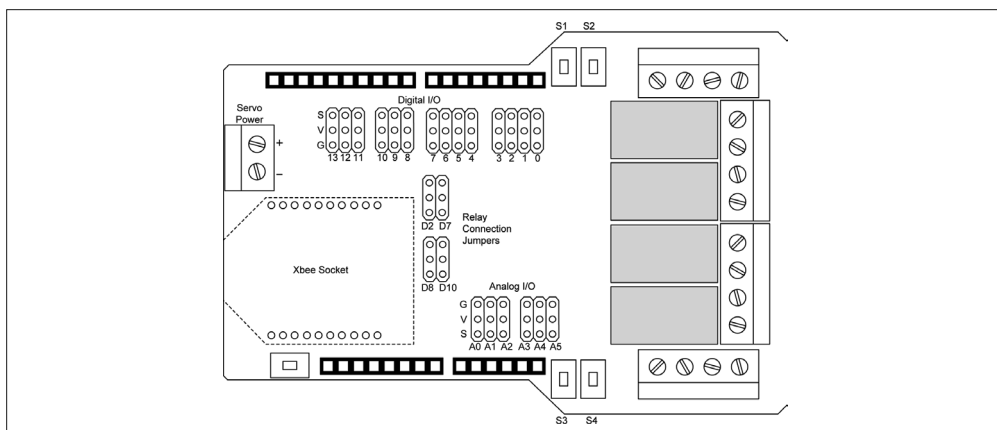 S1 S2
Digital I/O
Servo
Power
S
V
G
+
−
13 12 11 10 9 8 7 6 5 4 3 2 1 0
D2 D7
Relay
Connection
Jumpers
Xbee Socket
D8 D10
Analog I/O
G
V
S
A0 A1 A2 A3 A4 A5
S3 S4